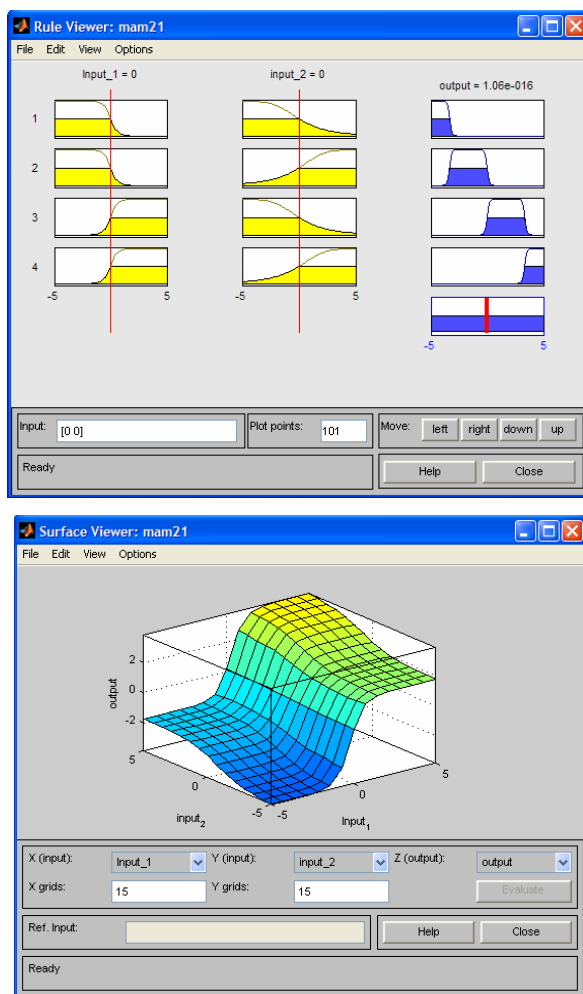 Rule Viewer: mam21
File Edit View Options
Input_1 = 0 input_2 = 0 output = 1.06e-016
1
2
3
4
-5 5 -5 5
-5 5
Input: [0 0] Plot points: 101 Move: left right down up
Ready Help Close
Surface Viewer: mam21
File Edit View Options
2
0
-2
output
5
0
-5
input2
-5
0
5
Input1
X (input): Input_1 Y (input): input_2 Z (output): output
X grids: 15 Y grids: 15 Evaluate
Ref. Input: Help Close
Ready